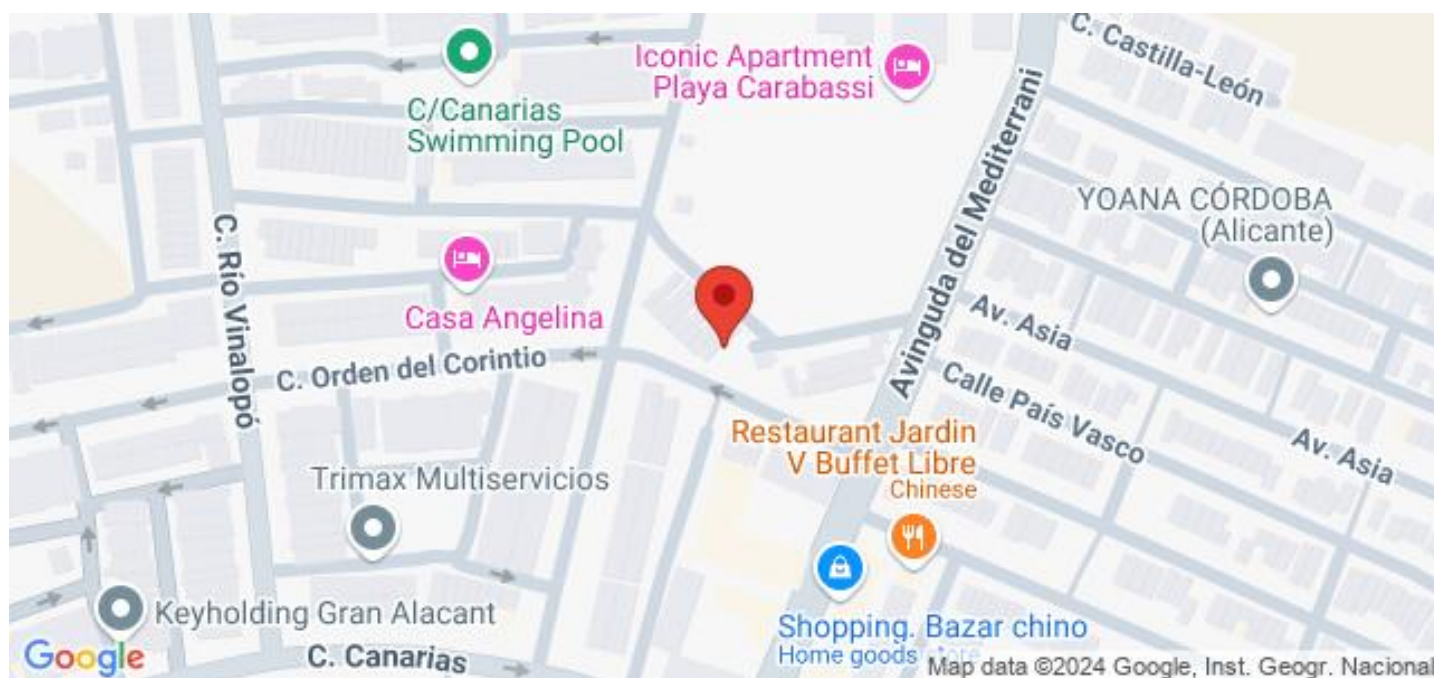 C. Castilla-León
Iconic Apartment
Playa Carabassi
C/Canarias
Swimming Pool
Avinguda del Mediterrani
YOANA CÓRDOBA
(Alicante)
C. Río Vinalopó
Casa Angelina
Av. Asia
C. Orden del Corintio
Calle País Vasco
Av. Asia
Restaurant Jardin
V Buffet Libre
Chinese
Trimax Multiservicios
Keyholding Gran Alacant
Shopping. Bazar chino
Home goods store
Google
C. Canarias
Map data ©2024 Google, Inst. Geogr. Nacional